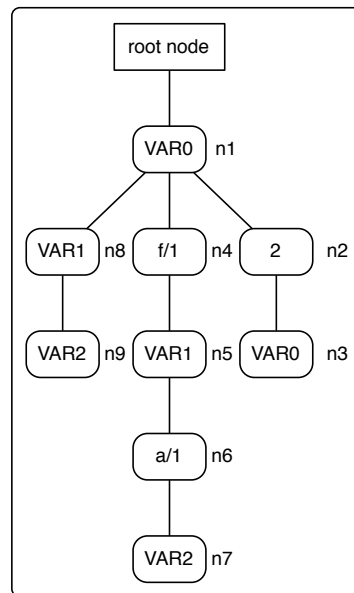 root node
VAR0 n1
VAR1 n8 f/1 n4 2 n2
VAR2 n9 VAR1 n5 VAR0 n3
a/1 n6
VAR2 n7